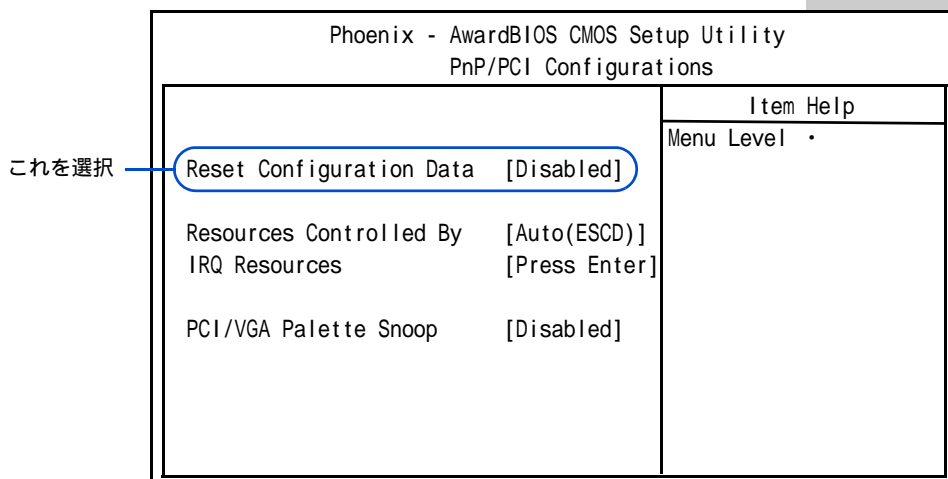 Phoenix - AwardBIOS CMOS Setup Utility
PnP/PCI Configurations
Item Help
Menu Level ・
これを選択
Reset Configuration Data [Disabled]
Resources Controlled By [Auto(ESCD)]
IRQ Resources [Press Enter]
PCI/VGA Palette Snoop [Disabled]